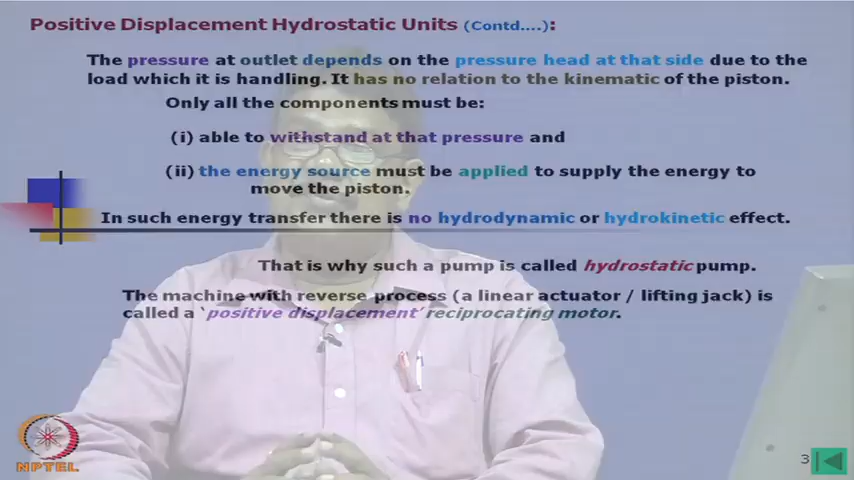 Positive Displacement Hydrostatic Units (Contd....):
The pressure at outlet depends on the pressure head at that side due to the
load which it is handling. It has no relation to the kinematic of the piston.
Only all the components must be:
(i) able to withstand at that pressure and
(ii) the energy source must be applied to supply the energy to
move the piston.
In such energy transfer there is no hydrodynamic or hydrokinetic effect.
That is why such a pump is called hydrostatic pump.
The machine with reverse process (a linear actuator / lifting jack) is
called a `positive displacement' reciprocating motor.
NPTEL
3